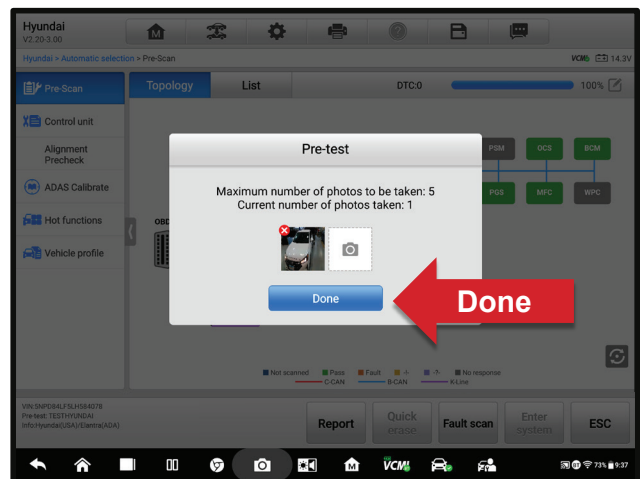 Hyundai
V2.20-3.00
Hyundai > Automatic selection > Pre-Scan
VCMI 14.3V
Pre-Scan
Topology
List
DTC:0
100%
Control unit
Alignment
Precheck
ADAS Calibrate
Hot functions
Vehicle profile
OBD
PSM
OCS
BCM
PGS
MFC
WPC
Pre-test
Maximum number of photos to be taken: 5
Current number of photos taken: 1
Done
Done
Not scanned Pass Fault -!- -?- No response
C-CAN B-CAN K-Line
VIN:5NPD84LF5LH584078
Pre-test: TESTHYUNDAI
Info:Hyundai(USA)/Elantra(ADA)
Report
Quick
erase
Fault scan
Enter
system
ESC
VCMI
73% 9:37